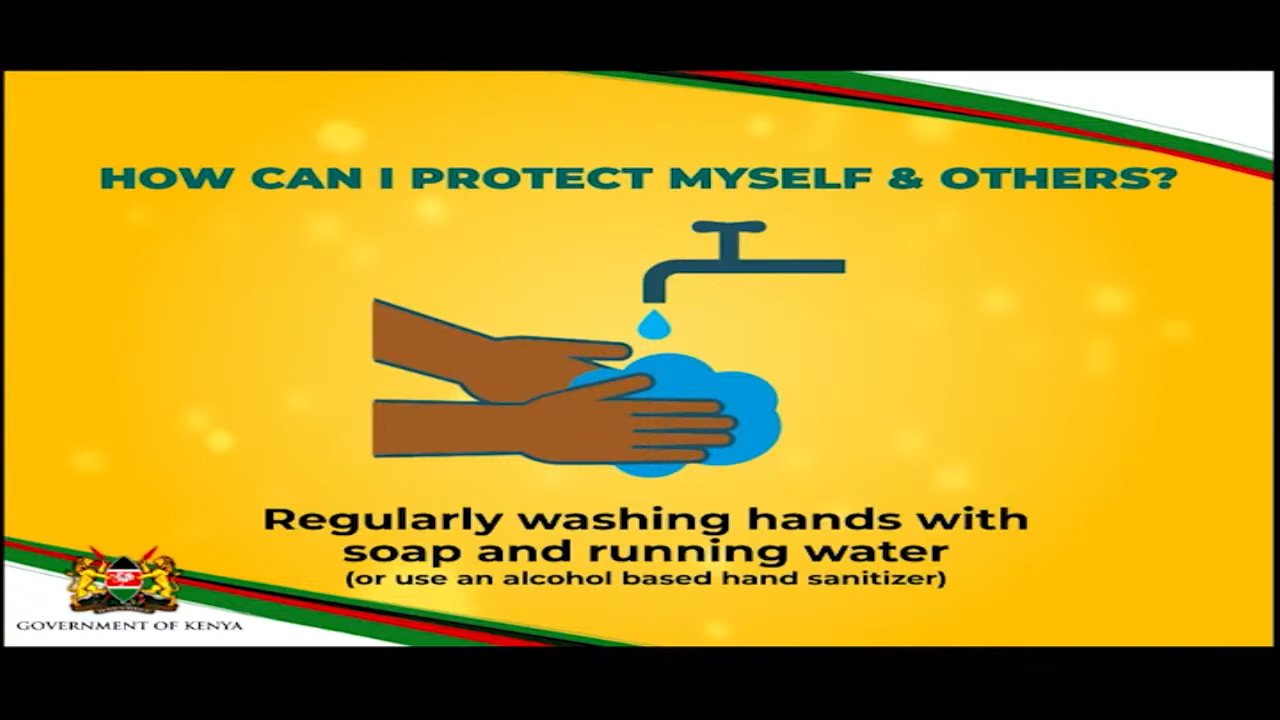 HOW CAN I PROTECT MYSELF & OTHERS?
Regularly washing hands with
soap and running water
(or use an alcohol based hand sanitizer)
GOVERNMENT OF KENYA